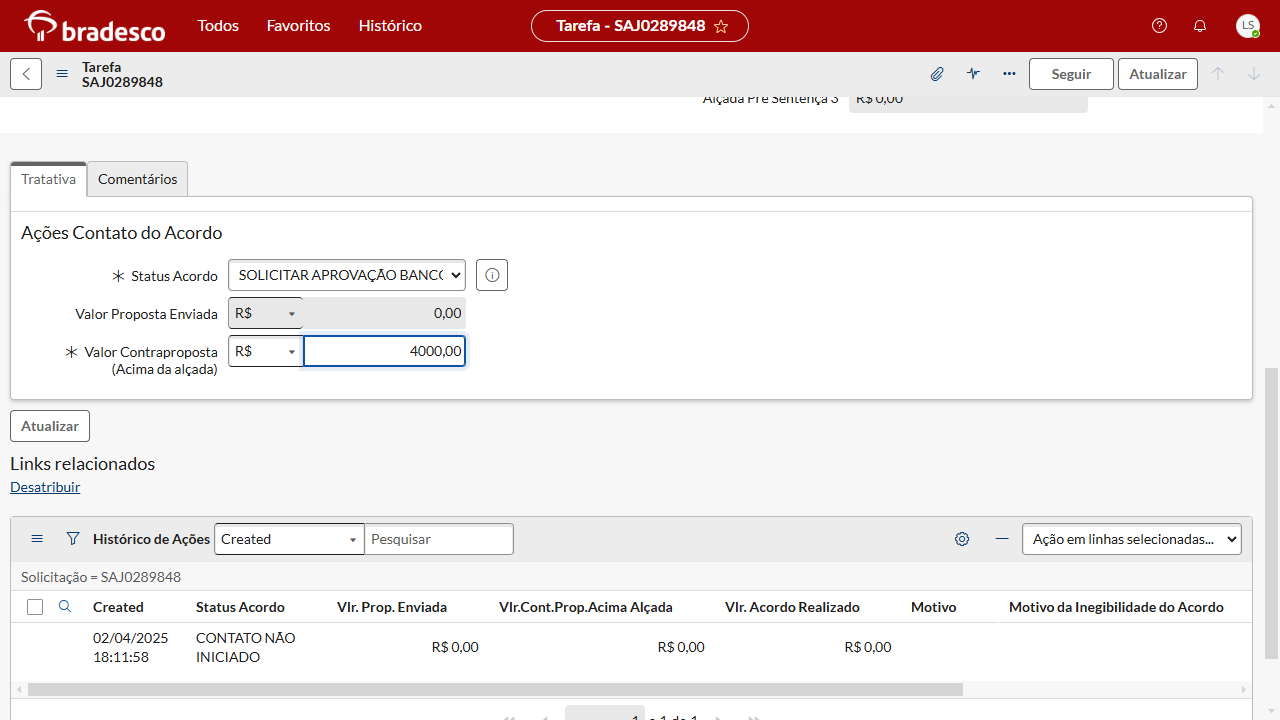 bradesco
Todos
Favoritos
Histórico
Tarefa - SAJ0289848
LS
Tarefa
SAJ0289848
Seguir
Atualizar
Alçada Pré Sentença 3
R$ 0,00
Tratativa
Comentários
Ações Contato do Acordo
Status Acordo
SOLICITAR APROVAÇÃO BANCO
Valor Proposta Enviada
R$
0,00
Valor Contraproposta
(Acima da alçada)
R$
4000,00
Atualizar
Links relacionados
Desatribuir
Histórico de Ações
Created
Pesquisar
Ação em linhas selecionadas...
Solicitação = SAJ0289848
Created
Status Acordo
Vlr. Prop. Enviada
Vlr.Cont.Prop.Acima Alçada
Vlr. Acordo Realizado
Motivo
Motivo da Inegibilidade do Acordo
02/04/2025
18:11:58
CONTATO NÃO
INICIADO
R$ 0,00
R$ 0,00
R$ 0,00
1 a 1 de 1